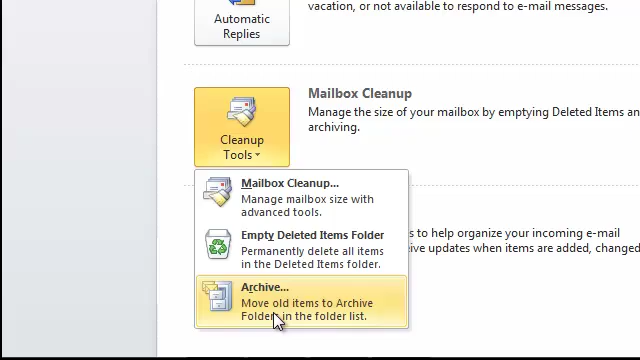 vacation, or not available to respond to e-mail messages.
Automatic
Replies
Mailbox Cleanup
Manage the size of your mailbox by emptying Deleted Items an
archiving.
Cleanup
Tools
Mailbox Cleanup...
Manage mailbox size with
advanced tools.
Empty Deleted Items Folder
Permanently delete all items
in the Deleted Items folder.
s to help organize your incoming e-mail
ive updates when items are added, changed
Archive...
Move old items to Archive
Folders in the folder list.